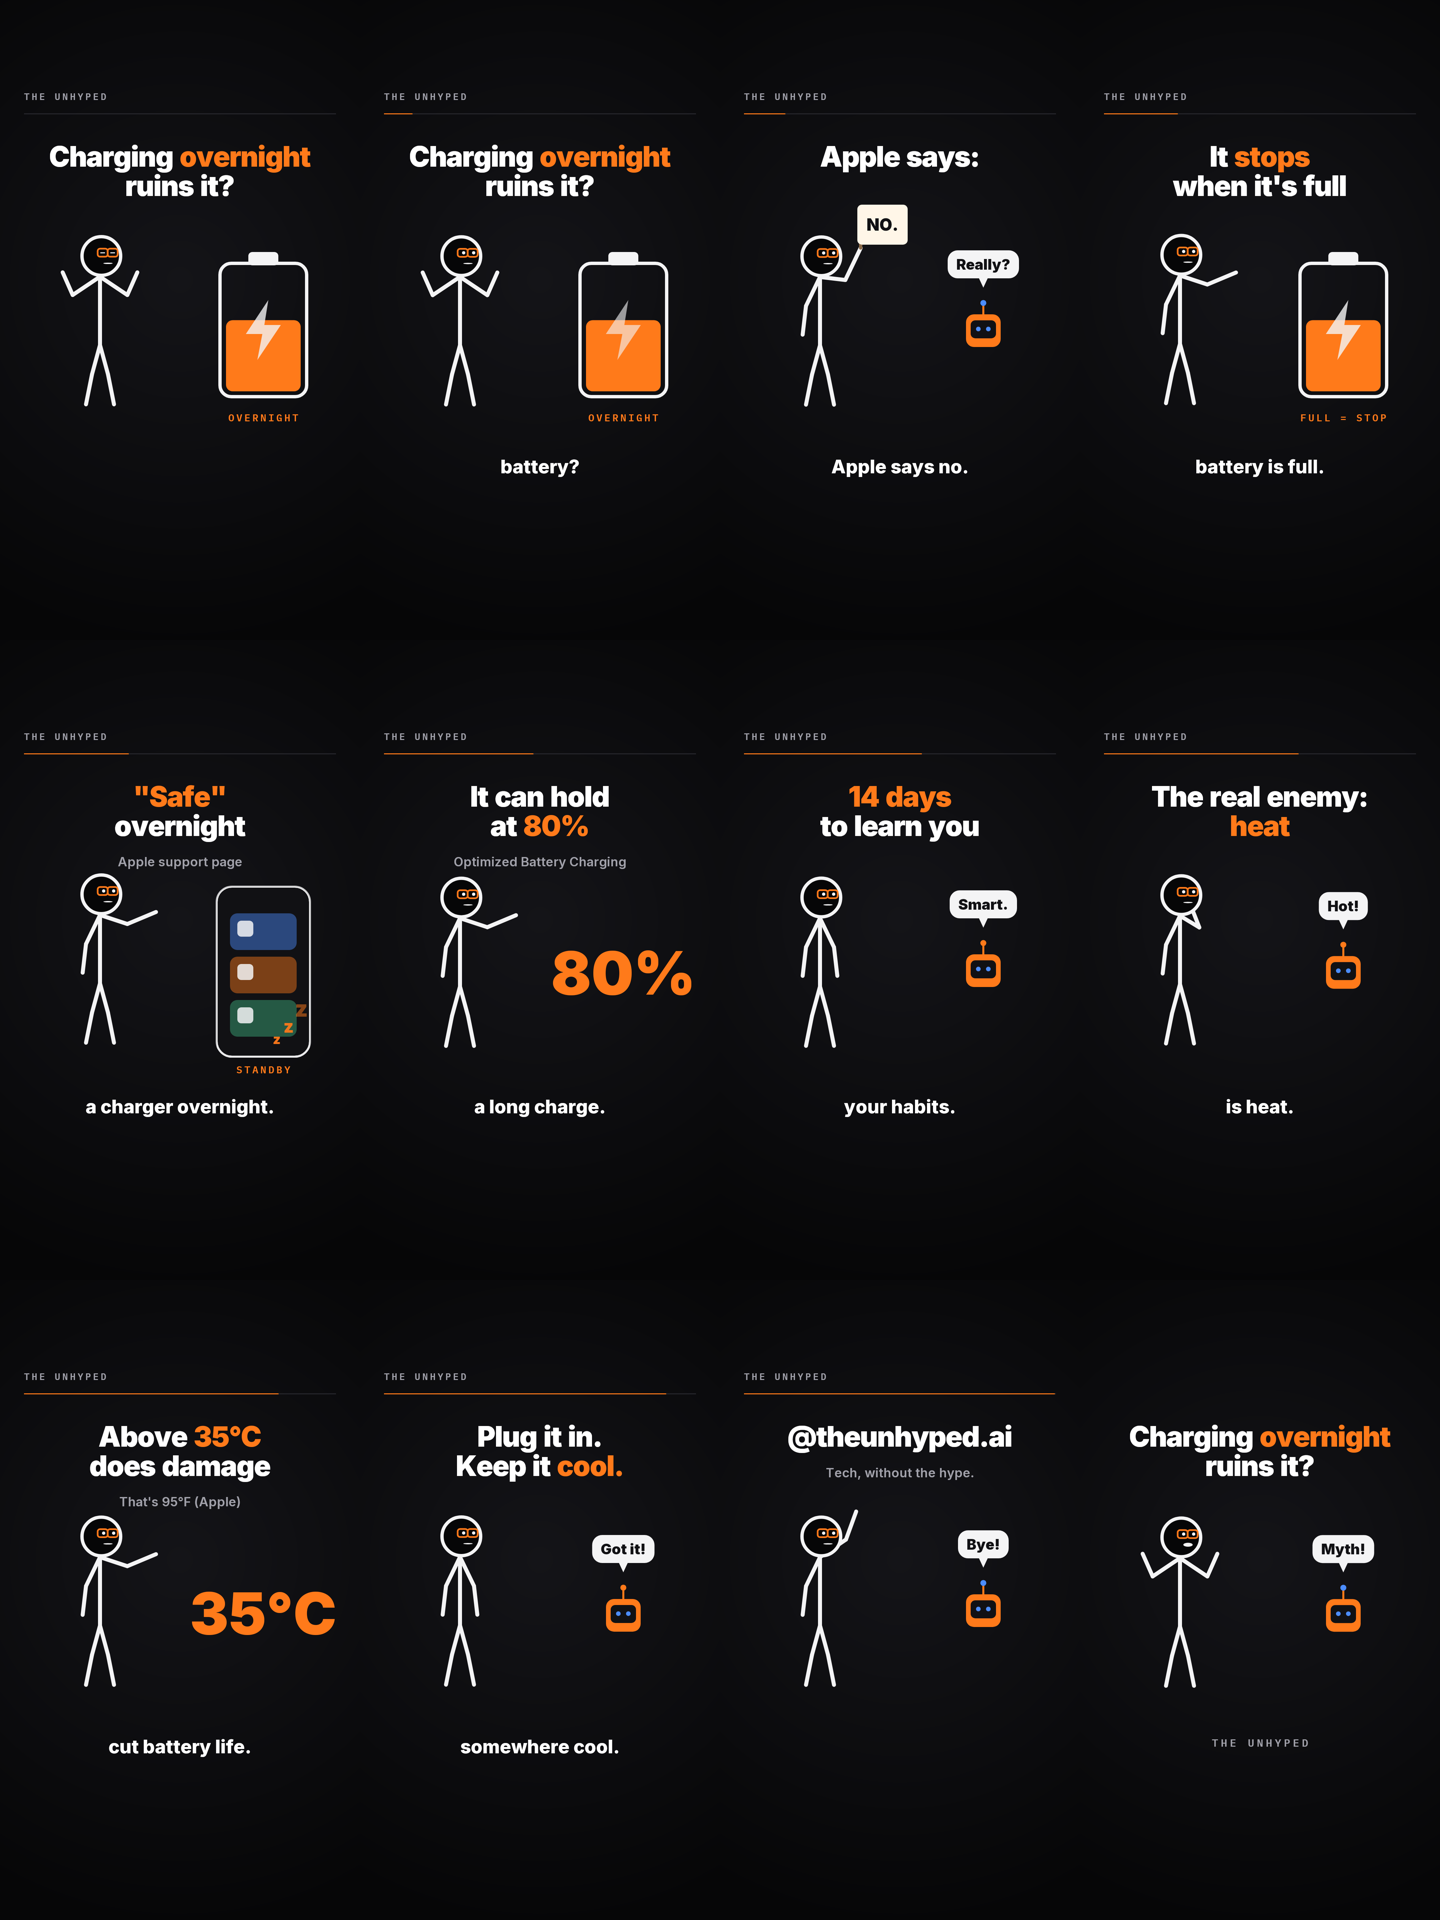 THE UNHYPED
Charging overnight
ruins it?
OVERNIGHT
THE UNHYPED
Charging overnight
ruins it?
OVERNIGHT
battery?
THE UNHYPED
Apple says:
NO.
Really?
Apple says no.
THE UNHYPED
It stops
when it's full
FULL = STOP
battery is full.
THE UNHYPED
"Safe"
overnight
Apple support page
z
z
z
STANDBY
a charger overnight.
THE UNHYPED
It can hold
at 80%
Optimized Battery Charging
80%
a long charge.
THE UNHYPED
14 days
to learn you
Smart.
your habits.
THE UNHYPED
The real enemy:
heat
Hot!
is heat.
THE UNHYPED
Above 35°C
does damage
That's 95°F (Apple)
35°C
cut battery life.
THE UNHYPED
Plug it in.
Keep it cool.
Got it!
somewhere cool.
THE UNHYPED
@theunhyped.ai
Tech, without the hype.
Bye!
Charging overnight
ruins it?
Myth!
THE UNHYPED